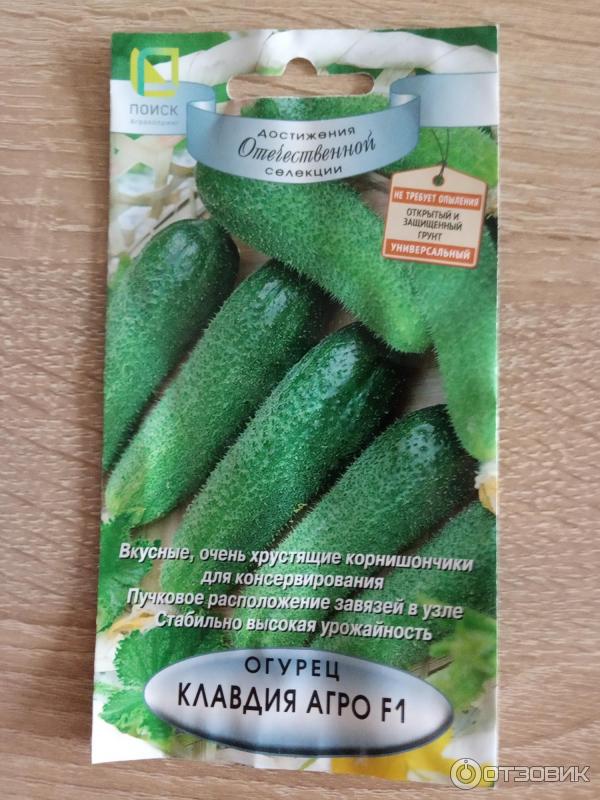 ПОИСК
Агрохолдинг
ДОСТИЖЕНИЯ
Отечественной
СЕЛЕКЦИИ
НЕ ТРЕБУЕТ ОПЫЛЕНИЯ
ОТКРЫТЫЙ И
ЗАЩИЩЕННЫЙ
ГРУНТ
УНИВЕРСАЛЬНЫЙ
Вкусные, очень хрустящие корнишончики
для консервирования
Пучковое расположение завязей в узле
Стабильно высокая урожайность
ОГУРЕЦ
КЛАВДИЯ АГРО F1
ОТЗОВИК